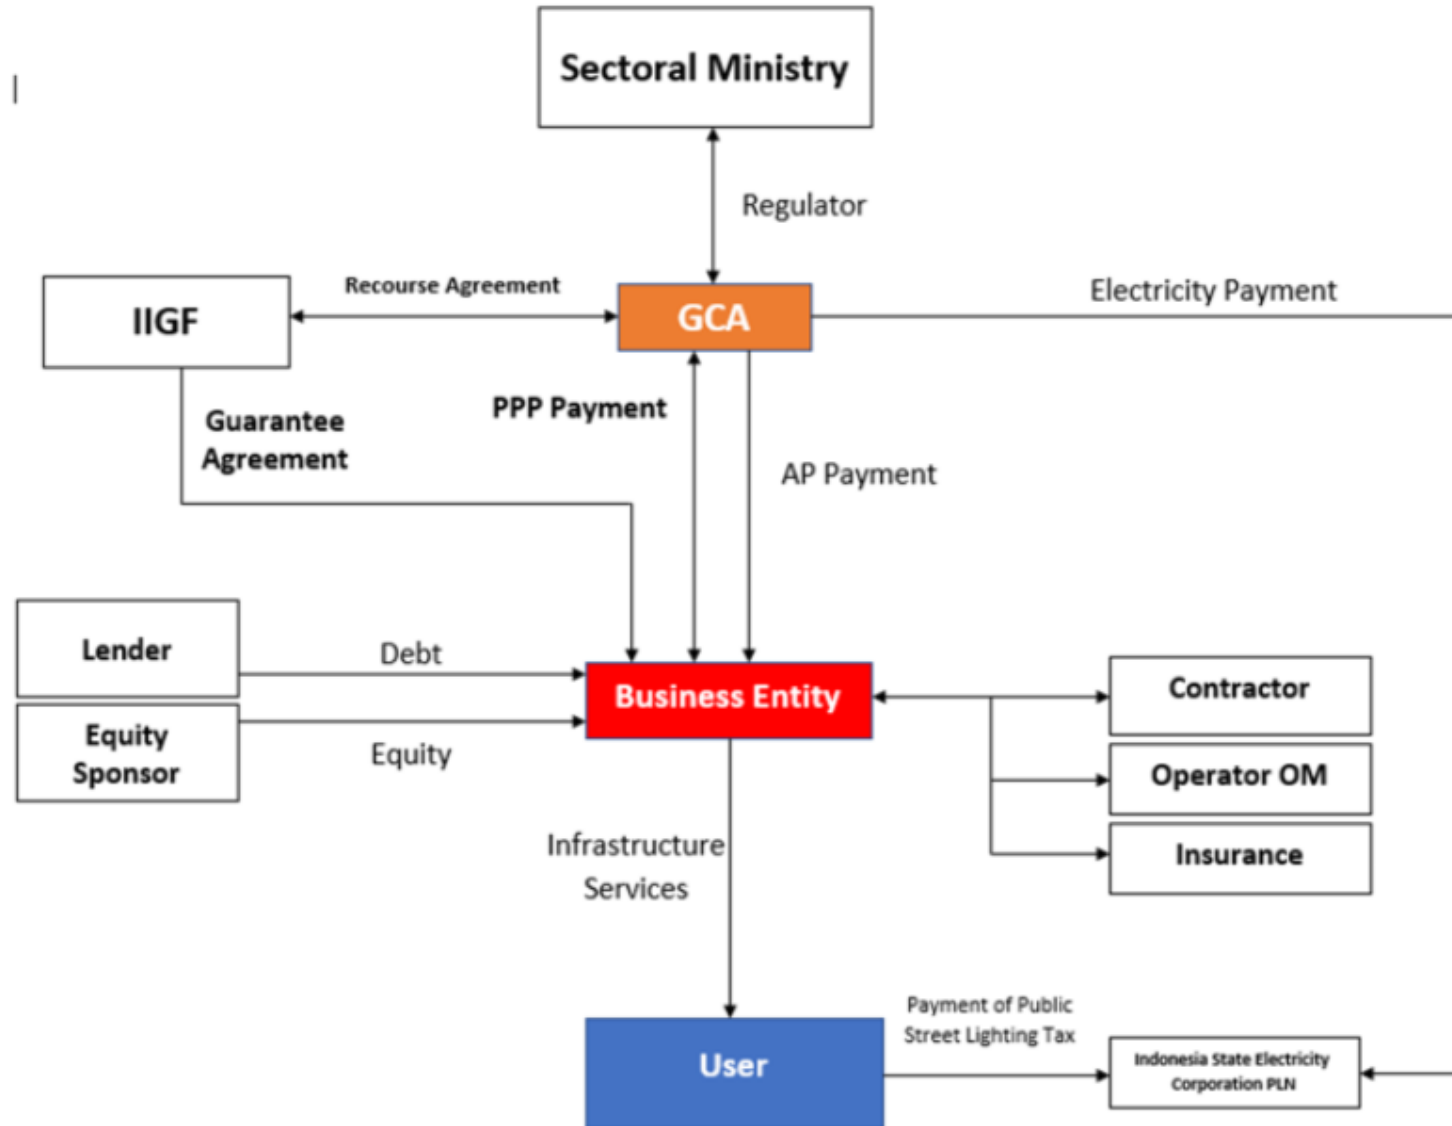 Sectoral Ministry
Regulator
IIGF
Recourse Agreement
GCA
Electricity Payment
Guarantee
Agreement
PPP Payment
AP Payment
Lender
Debt
Equity
Sponsor
Equity
Business Entity
Contractor
Operator OM
Insurance
Infrastructure
Services
User
Payment of Public
Street Lighting Tax
Indonesia State Electricity
Corporation PLN